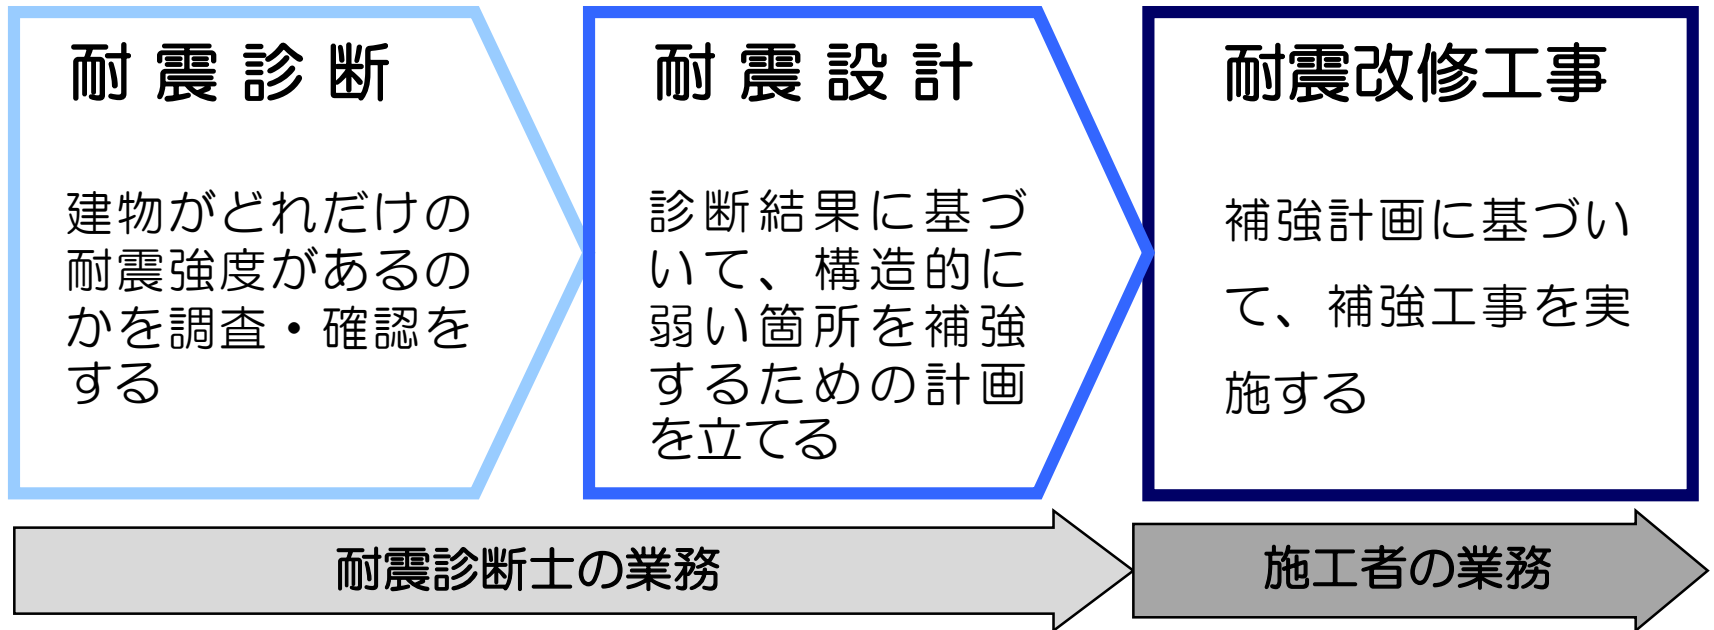 耐震診断
建物がどれだけの
耐震強度があるの
かを調査・確認を
する
耐震設計
診断結果に基づ
いて、構造的に
弱い箇所を補強
するための計画
を立てる
耐震改修工事
補強計画に基づい
て、補強工事を実
施する
耐震診断士の業務
施工者の業務